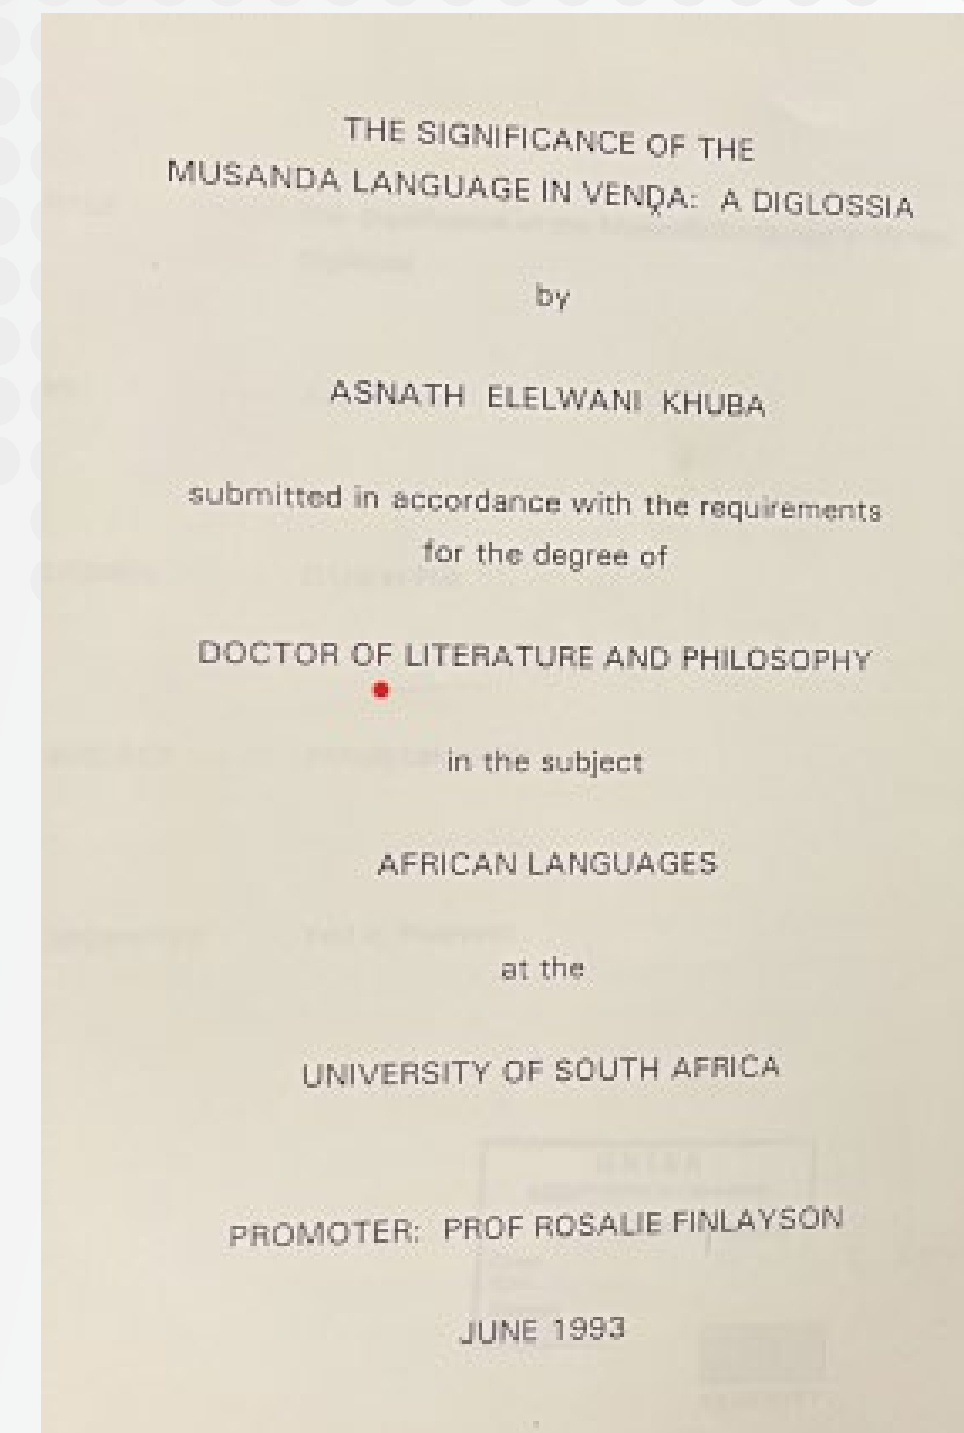 THE SIGNIFICANCE OF THE
MUSANDA LANGUAGE IN VENḒA: A DIGLOSSIA
by
ASNATH ELELWANI KHUBA
submitted in accordance with the requirements
for the degree of
DOCTOR OF LITERATURE AND PHILOSOPHY
in the subject
AFRICAN LANGUAGES
at the
UNIVERSITY OF SOUTH AFRICA
PROMOTER: PROF ROSALIE FINLAYSON
JUNE 1993